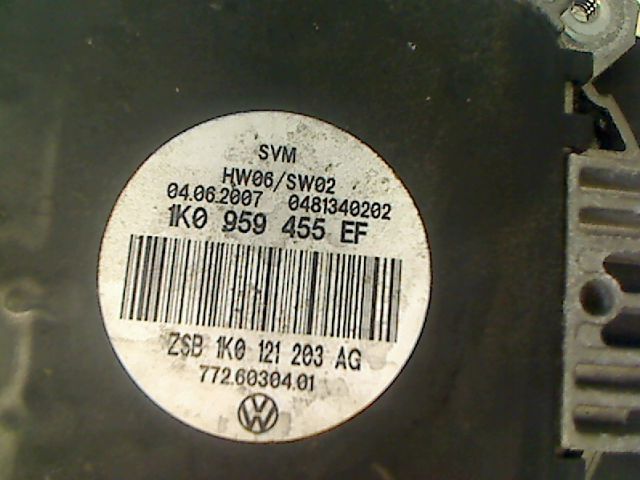 SVM
HW06/SW02
04.06.2007 0481340202
1K0 959 455 EF
ZSB 1K0 121 203 AG
772.60304.01
VW